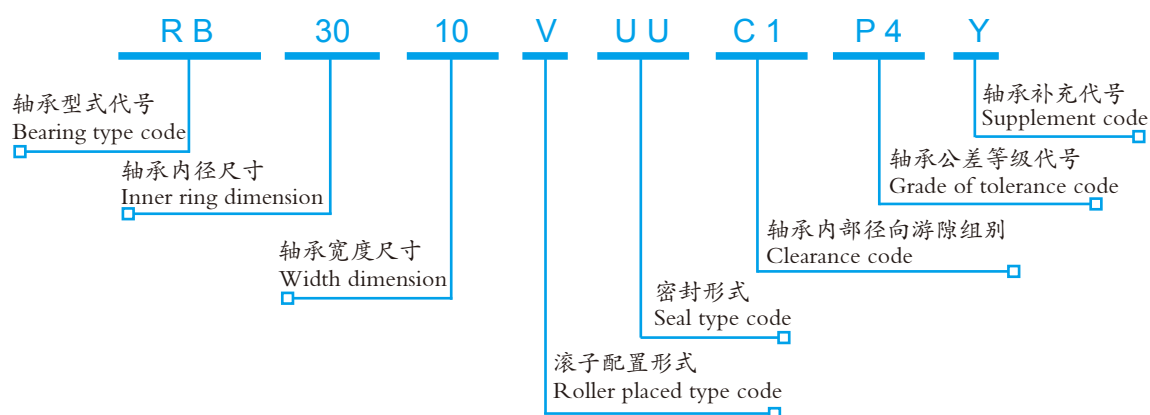 RB 30 10 V UU C1 P4 Y
轴承型式代号
Bearing type code
轴承补充代号
Supplement code
轴承内径尺寸
Inner ring dimension
轴承公差等级代号
Grade of tolerance code
轴承宽度尺寸
Width dimension
轴承内部径向游隙组别
Clearance code
密封形式
Seal type code
滚子配置形式
Roller placed type code